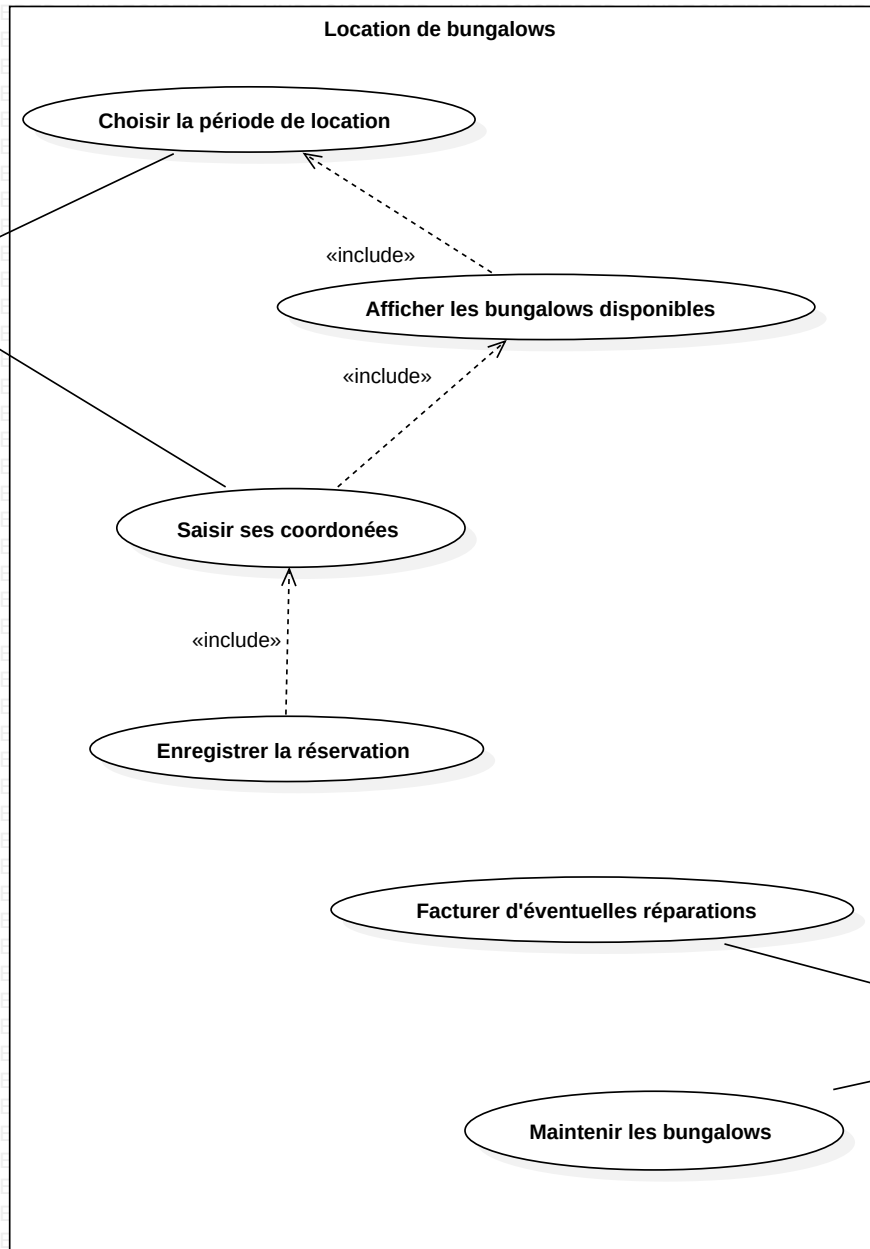 Location de bungalows
Choisir la période de location
«include»
Afficher les bungalows disponibles
«include»
Saisir ses coordonées
«include»
Enregistrer la réservation
Facturer d'éventuelles réparations
Maintenir les bungalows